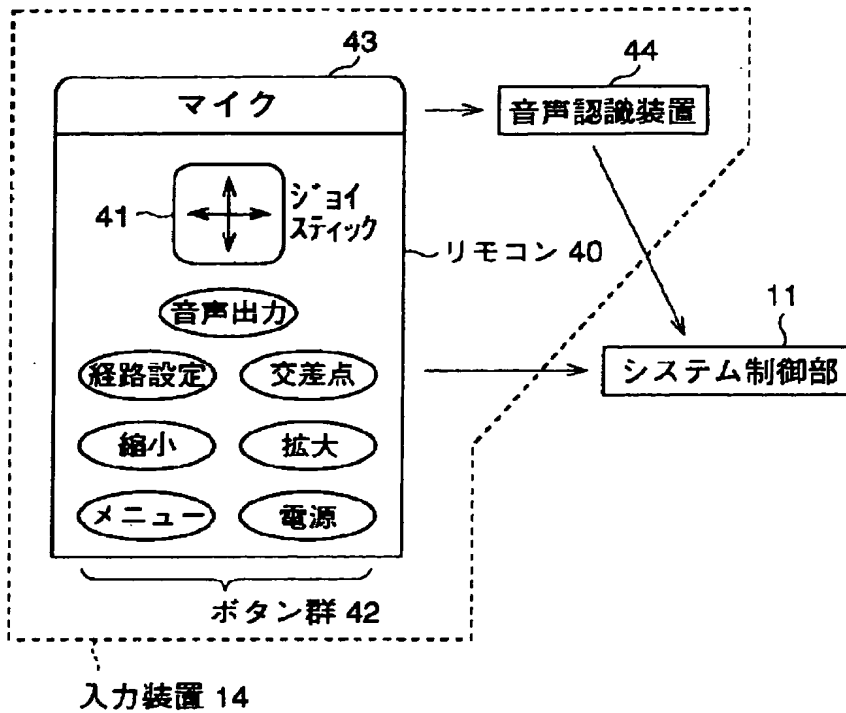 43
マイク
44
音声認識装置
41
ジョイ
スティック
リモコン 40
音声出力
11
経路設定
交差点
システム制御部
縮小
拡大
メニュー
電源
ボタン群 42
入力装置 14